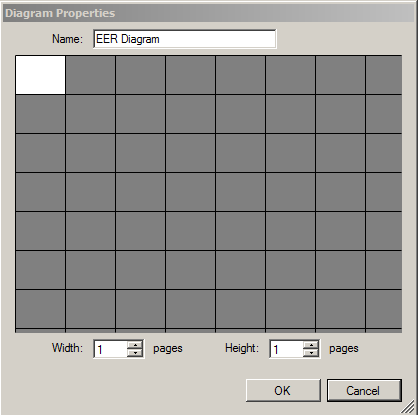 Diagram Properties
Name: EER Diagram
Width: 1 pages Height: 1 pages
OK Cancel